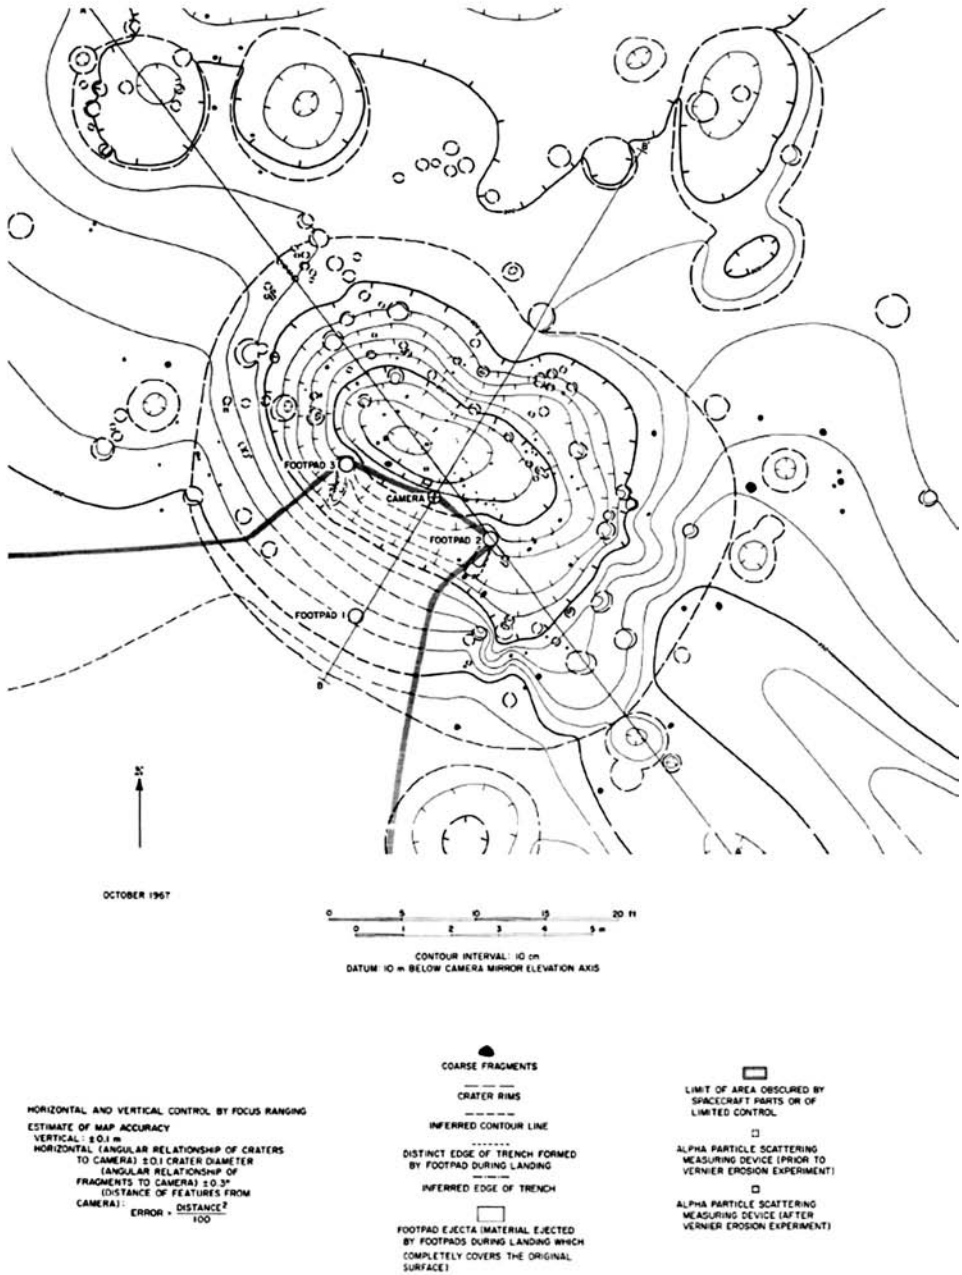 A
B'
FOOTPAD 3
CAMERA
FOOTPAD 2
FOOTPAD 1
B
N
A'
OCTOBER 1967
0 5 10 15 20 ft
0 1 2 3 4 5 m
CONTOUR INTERVAL: 10 cm
DATUM: 10 m BELOW CAMERA MIRROR ELEVATION AXIS
HORIZONTAL AND VERTICAL CONTROL BY FOCUS RANGING
ESTIMATE OF MAP ACCURACY
VERTICAL: ±0.1 m
HORIZONTAL (ANGULAR RELATIONSHIP OF CRATERS
TO CAMERA) ±0.1 CRATER DIAMETER
(ANGULAR RELATIONSHIP OF
FRAGMENTS TO CAMERA) ±0.3°
(DISTANCE OF FEATURES FROM
CAMERA):
ERROR = DISTANCE²
100
COARSE FRAGMENTS
CRATER RIMS
INFERRED CONTOUR LINE
DISTINCT EDGE OF TRENCH FORMED
BY FOOTPAD DURING LANDING
INFERRED EDGE OF TRENCH
FOOTPAD EJECTA (MATERIAL EJECTED
BY FOOTPADS DURING LANDING WHICH
COMPLETELY COVERS THE ORIGINAL
SURFACE)
LIMIT OF AREA OBSCURED BY
SPACECRAFT PARTS OR OF
LIMITED CONTROL
ALPHA PARTICLE SCATTERING
MEASURING DEVICE (PRIOR TO
VERNIER EROSION EXPERIMENT)
ALPHA PARTICLE SCATTERING
MEASURING DEVICE (AFTER
VERNIER EROSION EXPERIMENT)